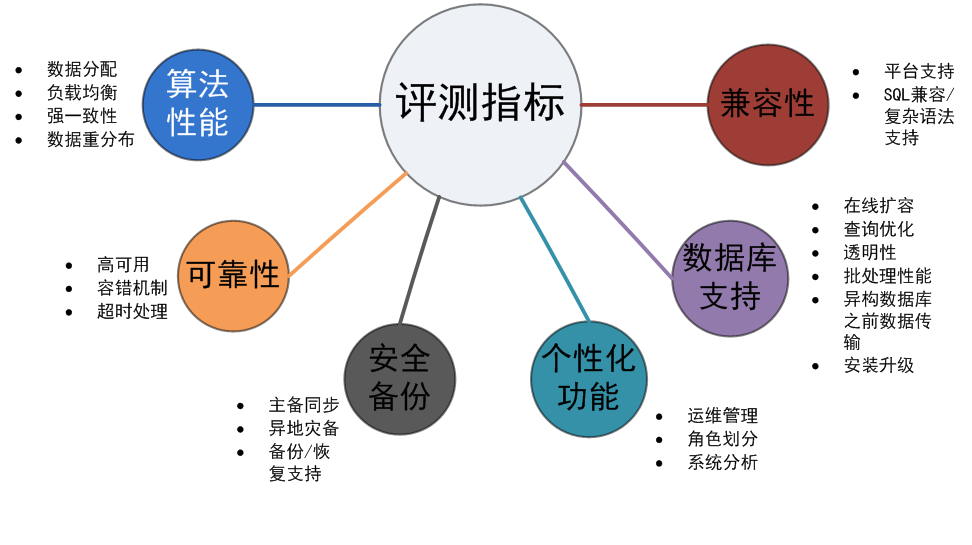 评测指标
算法
性能
数据分配
负载均衡
强一致性
数据重分布
兼容性
平台支持
SQL兼容/
复杂语法
支持
可靠性
高可用
容错机制
超时处理
数据库
支持
在线扩容
查询优化
透明性
批处理性能
异构数据库
之前数据传
输
安装升级
安全
备份
主备同步
异地灾备
备份/恢
复支持
个性化
功能
运维管理
角色划分
系统分析